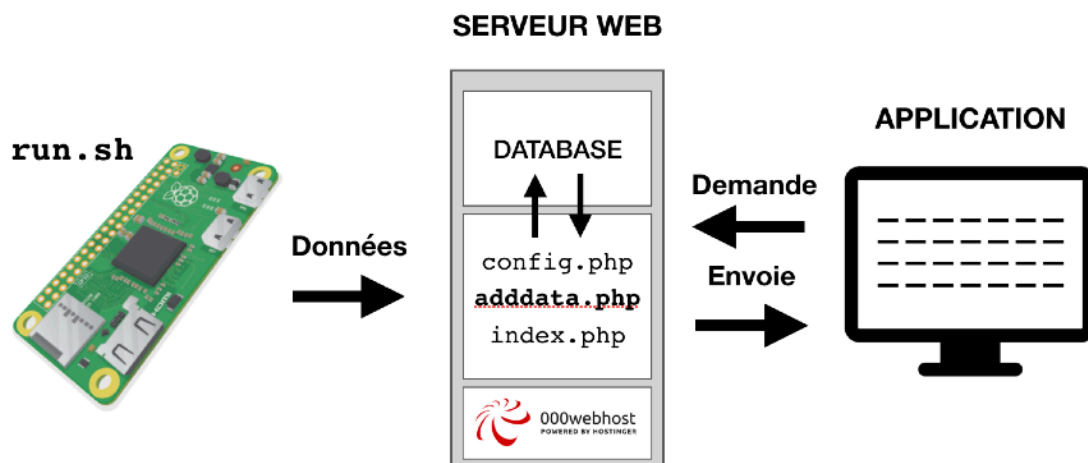 SERVEUR WEB
run.sh
Données
DATABASE
config.php
adddata.php
index.php
000webhost
POWERED BY HOSTINGER
APPLICATION
Demande
Envoie